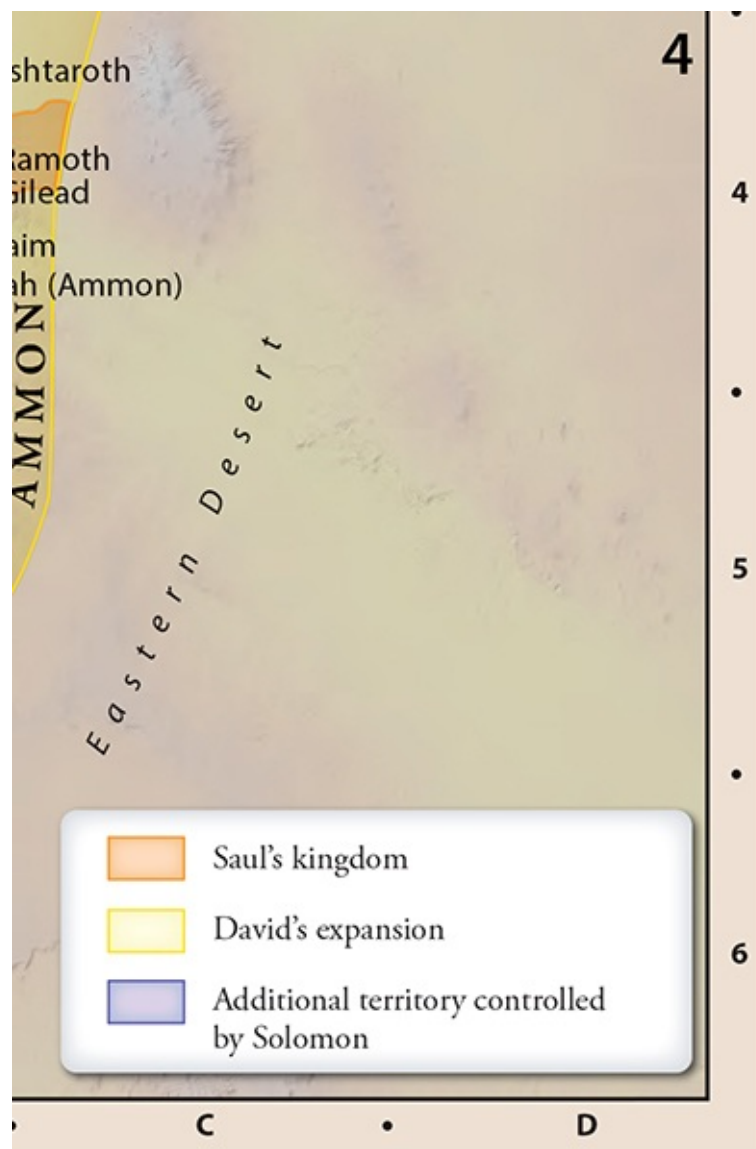 4
shtaroth
Ramoth
Gilead
4
aim
ah (Ammon)
AMMON
Eastern Desert
5
Saul’s kingdom
David’s expansion
6
Additional territory controlled
by Solomon
C
D